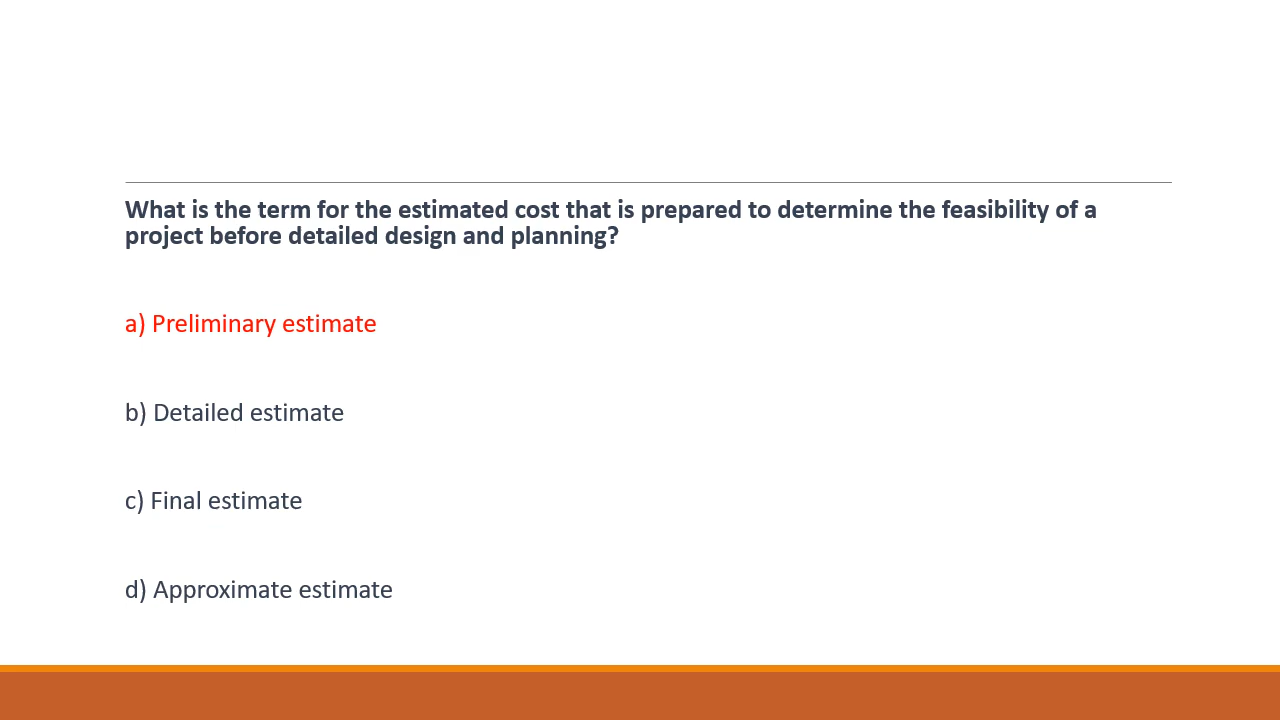 What is the term for the estimated cost that is prepared to determine the feasibility of a
project before detailed design and planning?
a) Preliminary estimate
b) Detailed estimate
c) Final estimate
d) Approximate estimate